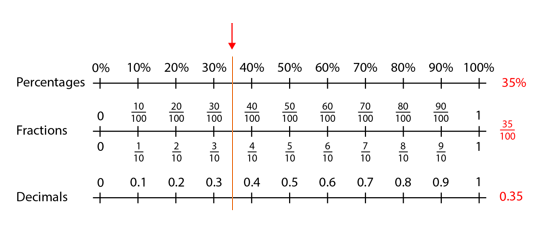 0% 10% 20% 30% 40% 50% 60% 70% 80% 90% 100%
Percentages 35%
0 10/100 20/100 30/100 40/100 50/100 60/100 70/100 80/100 90/100 1
Fractions 35/100
0 1/10 2/10 3/10 4/10 5/10 6/10 7/10 8/10 9/10 1
0 0.1 0.2 0.3 0.4 0.5 0.6 0.7 0.8 0.9 1
Decimals 0.35